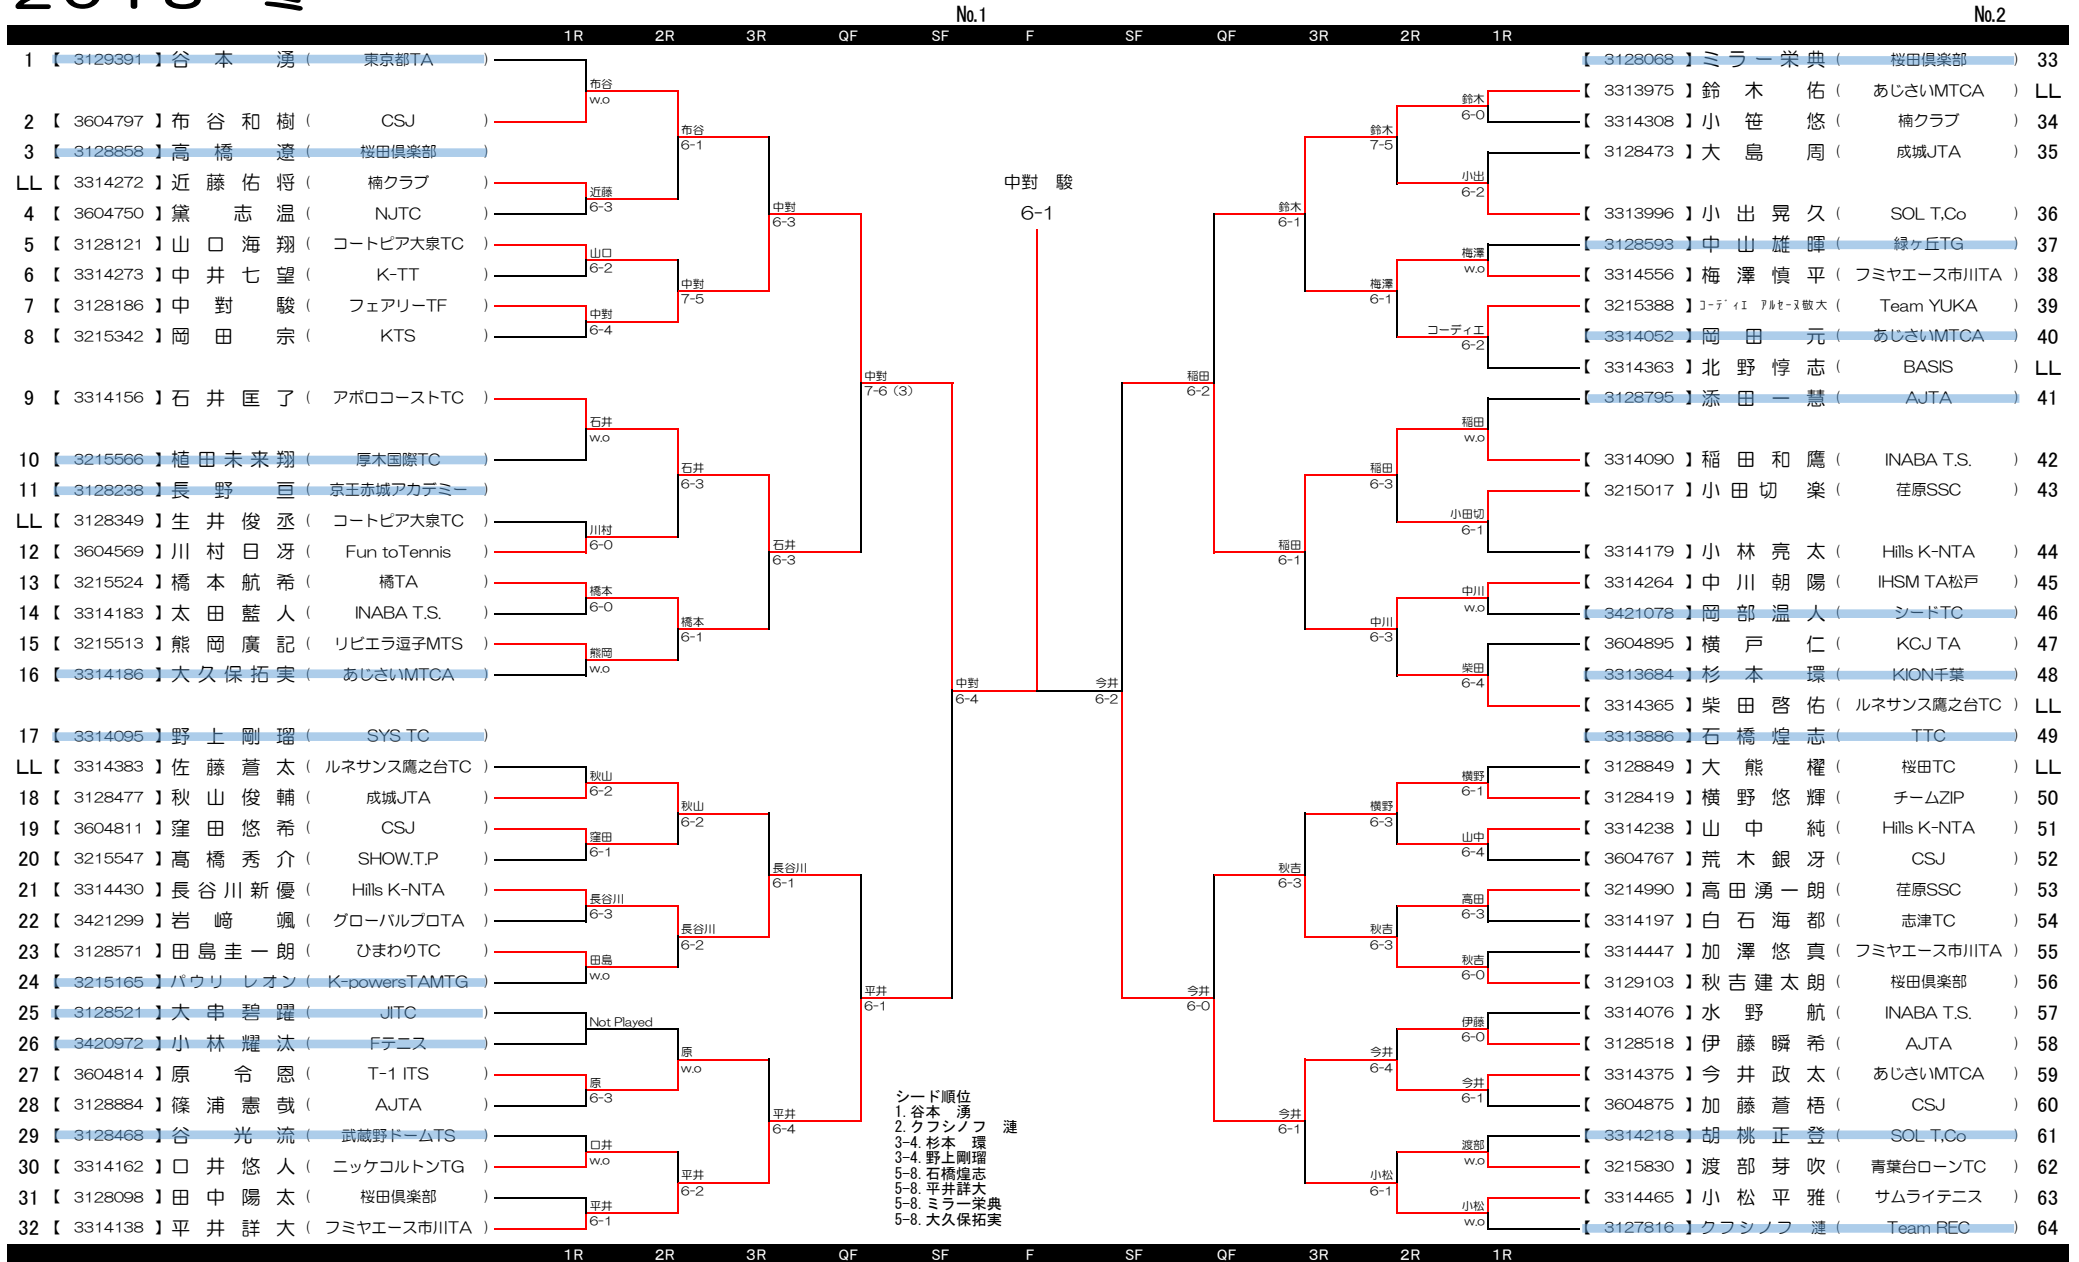 No.1
No.2
1R 2R 3R QF SF F SF QF 3R 2R 1R
1 【 3129391 】 谷本 湧 ( 東京都TA )
2 【 3604797 】 布谷和樹 ( CSJ )
3 【 3128858 】 高橋 遼 ( 桜田倶楽部 )
LL 【 3314272 】 近藤佑将 ( 楠クラブ )
4 【 3604750 】 黛 志温 ( NJTC )
5 【 3128121 】 山口海翔 ( コートピア大泉TC )
6 【 3314273 】 中井七望 ( K-TT )
7 【 3128186 】 中對 駿 ( フェアリーTF )
8 【 3215342 】 岡田 宗 ( KTS )
9 【 3314156 】 石井匡了 ( アポロコーストTC )
10 【 3215566 】 植田未来翔 ( 厚木国際TC )
11 【 3128238 】 長野 亘 ( 京王赤城アカデミー )
LL 【 3128349 】 生井俊丞 ( コートピア大泉TC )
12 【 3604569 】 川村日冴 ( Fun toTennis )
13 【 3215524 】 橋本航希 ( 橘TA )
14 【 3314183 】 太田藍人 ( INABA T.S. )
15 【 3215513 】 熊岡廣記 ( リビエラ逗子MTS )
16 【 3314186 】 大久保拓実 ( あじさいMTCA )
17 【 3314095 】 野上剛瑠 ( SYS TC )
LL 【 3314383 】 佐藤蒼太 ( ルネサンス鷹之台TC )
18 【 3128477 】 秋山俊輔 ( 成城JTA )
19 【 3604811 】 窪田悠希 ( CSJ )
20 【 3215547 】 髙橋秀介 ( SHOW.T.P )
21 【 3314430 】 長谷川新優 ( Hills K-NTA )
22 【 3421299 】 岩﨑 颯 ( グローバルプロTA )
23 【 3128571 】 田島圭一朗 ( ひまわりTC )
24 【 3215165 】 パウリ レオン ( K-powersTAMTG )
25 【 3128521 】 大串碧躍 ( JITC )
26 【 3420972 】 小林耀汰 ( Fテニス )
27 【 3604814 】 原 令恩 ( T-1 ITS )
28 【 3128884 】 篠浦憲哉 ( AJTA )
29 【 3128468 】 谷 光流 ( 武蔵野ドームTS )
30 【 3314162 】 口井悠人 ( ニッケコルトンTG )
31 【 3128098 】 田中陽太 ( 桜田倶楽部 )
32 【 3314138 】 平井詳大 ( フミヤエース市川TA )
布谷
w.o
近藤
6-3
山口
6-2
中對
6-4
石井
w.o
川村
6-0
橋本
6-0
熊岡
w.o
秋山
6-2
窪田
6-1
長谷川
6-3
田島
w.o
Not Played
原
6-3
口井
w.o
平井
6-1
布谷
6-1
中對
7-5
石井
6-3
橋本
6-1
秋山
6-2
長谷川
6-2
原
w.o
平井
6-2
中對
6-3
石井
6-3
長谷川
6-1
平井
6-4
中對
7-6 (3)
平井
6-1
中對
6-4
中對 駿
6-1
今井
6-2
稲田
6-2
今井
6-0
鈴木
6-1
稲田
6-1
秋吉
6-3
今井
6-1
鈴木
7-5
梅澤
6-1
稲田
6-3
中川
6-3
横野
6-3
秋吉
6-3
今井
6-4
小松
6-1
鈴木
6-0
小出
6-2
梅澤
w.o
コーディエ
6-2
稲田
w.o
小田切
6-1
中川
w.o
柴田
6-4
横野
6-1
山中
6-4
高田
6-3
秋吉
6-0
伊藤
6-0
今井
6-1
渡部
w.o
小松
w.o
【 3128068 】 ミラー栄典 ( 桜田倶楽部 ) 33
【 3313975 】 鈴木 佑 ( あじさいMTCA ) LL
【 3314308 】 小笹 悠 ( 楠クラブ ) 34
【 3128473 】 大島 周 ( 成城JTA ) 35
【 3313996 】 小出晃久 ( SOL T,Co ) 36
【 3128593 】 中山雄暉 ( 緑ヶ丘TG ) 37
【 3314556 】 梅澤慎平 ( フミヤエース市川TA ) 38
【 3215388 】 コーディエ アルセーヌ敬大 ( Team YUKA ) 39
【 3314052 】 岡田 元 ( あじさいMTCA ) 40
【 3314363 】 北野惇志 ( BASIS ) LL
【 3128795 】 添田一慧 ( AJTA ) 41
【 3314090 】 稲田和鷹 ( INABA T.S. ) 42
【 3215017 】 小田切 楽 ( 荏原SSC ) 43
【 3314179 】 小林亮太 ( Hills K-NTA ) 44
【 3314264 】 中川朝陽 ( IHSM TA松戸 ) 45
【 3421078 】 岡部温人 ( シードTC ) 46
【 3604895 】 横戸 仁 ( KCJ TA ) 47
【 3313684 】 杉本 環 ( KION千葉 ) 48
【 3314365 】 柴田啓佑 ( ルネサンス鷹之台TC ) LL
【 3313886 】 石橋煌志 ( TTC ) 49
【 3128849 】 大熊 櫂 ( 桜田TC ) LL
【 3128419 】 横野悠輝 ( チームZIP ) 50
【 3314238 】 山中 純 ( Hills K-NTA ) 51
【 3604767 】 荒木銀冴 ( CSJ ) 52
【 3214990 】 高田湧一朗 ( 荏原SSC ) 53
【 3314197 】 白石海都 ( 志津TC ) 54
【 3314447 】 加澤悠真 ( フミヤエース市川TA ) 55
【 3129103 】 秋吉建太朗 ( 桜田倶楽部 ) 56
【 3314076 】 水野 航 ( INABA T.S. ) 57
【 3128518 】 伊藤瞬希 ( AJTA ) 58
【 3314375 】 今井政太 ( あじさいMTCA ) 59
【 3604875 】 加藤蒼梧 ( CSJ ) 60
【 3314218 】 胡桃正登 ( SOL T,Co ) 61
【 3215830 】 渡部芽吹 ( 青葉台ローンTC ) 62
【 3314465 】 小松平雅 ( サムライテニス ) 63
【 3127816 】 クフシノフ 漣 ( Team REC ) 64
シード順位
1. 谷本 湧
2. クフシノフ 漣
3-4. 杉本 環
3-4. 野上剛瑠
5-8. 石橋煌志
5-8. 平井詳大
5-8. ミラー栄典
5-8. 大久保拓実
1R 2R 3R QF SF F SF QF 3R 2R 1R